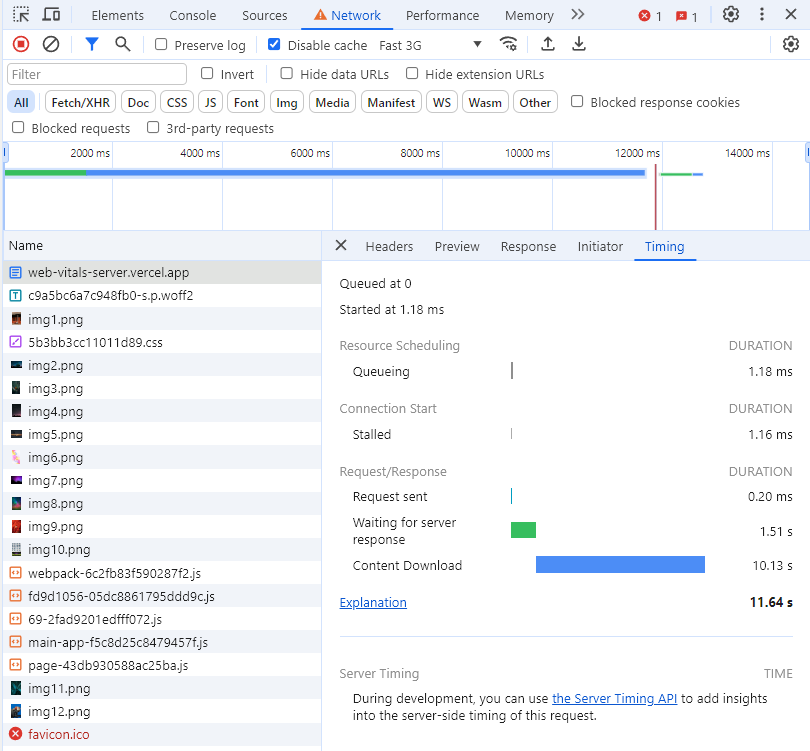 Elements Console Sources Network Performance Memory 1 1
Preserve log Disable cache Fast 3G
Filter Invert Hide data URLs Hide extension URLs
All Fetch/XHR Doc CSS JS Font Img Media Manifest WS Wasm Other Blocked response cookies
Blocked requests 3rd-party requests
2000 ms 4000 ms 6000 ms 8000 ms 10000 ms 12000 ms 14000 ms
Name
web-vitals-server.vercel.app
c9a5bc6a7c948fb0-s.p.woff2
img1.png
5b3bb3cc11011d89.css
img2.png
img3.png
img4.png
img5.png
img6.png
img7.png
img8.png
img9.png
img10.png
webpack-6c2fb83f590287f2.js
fd9d1056-05dc8861795ddd9c.js
69-2fad9201edfff072.js
main-app-f5c8d25c8479457f.js
page-43db930588ac25ba.js
img11.png
img12.png
favicon.ico
Headers Preview Response Initiator Timing
Queued at 0
Started at 1.18 ms
Resource Scheduling DURATION
Queueing 1.18 ms
Connection Start DURATION
Stalled 1.16 ms
Request/Response DURATION
Request sent 0.20 ms
Waiting for server
response 1.51 s
Content Download 10.13 s
Explanation 11.64 s
Server Timing TIME
During development, you can use the Server Timing API to add insights
into the server-side timing of this request.